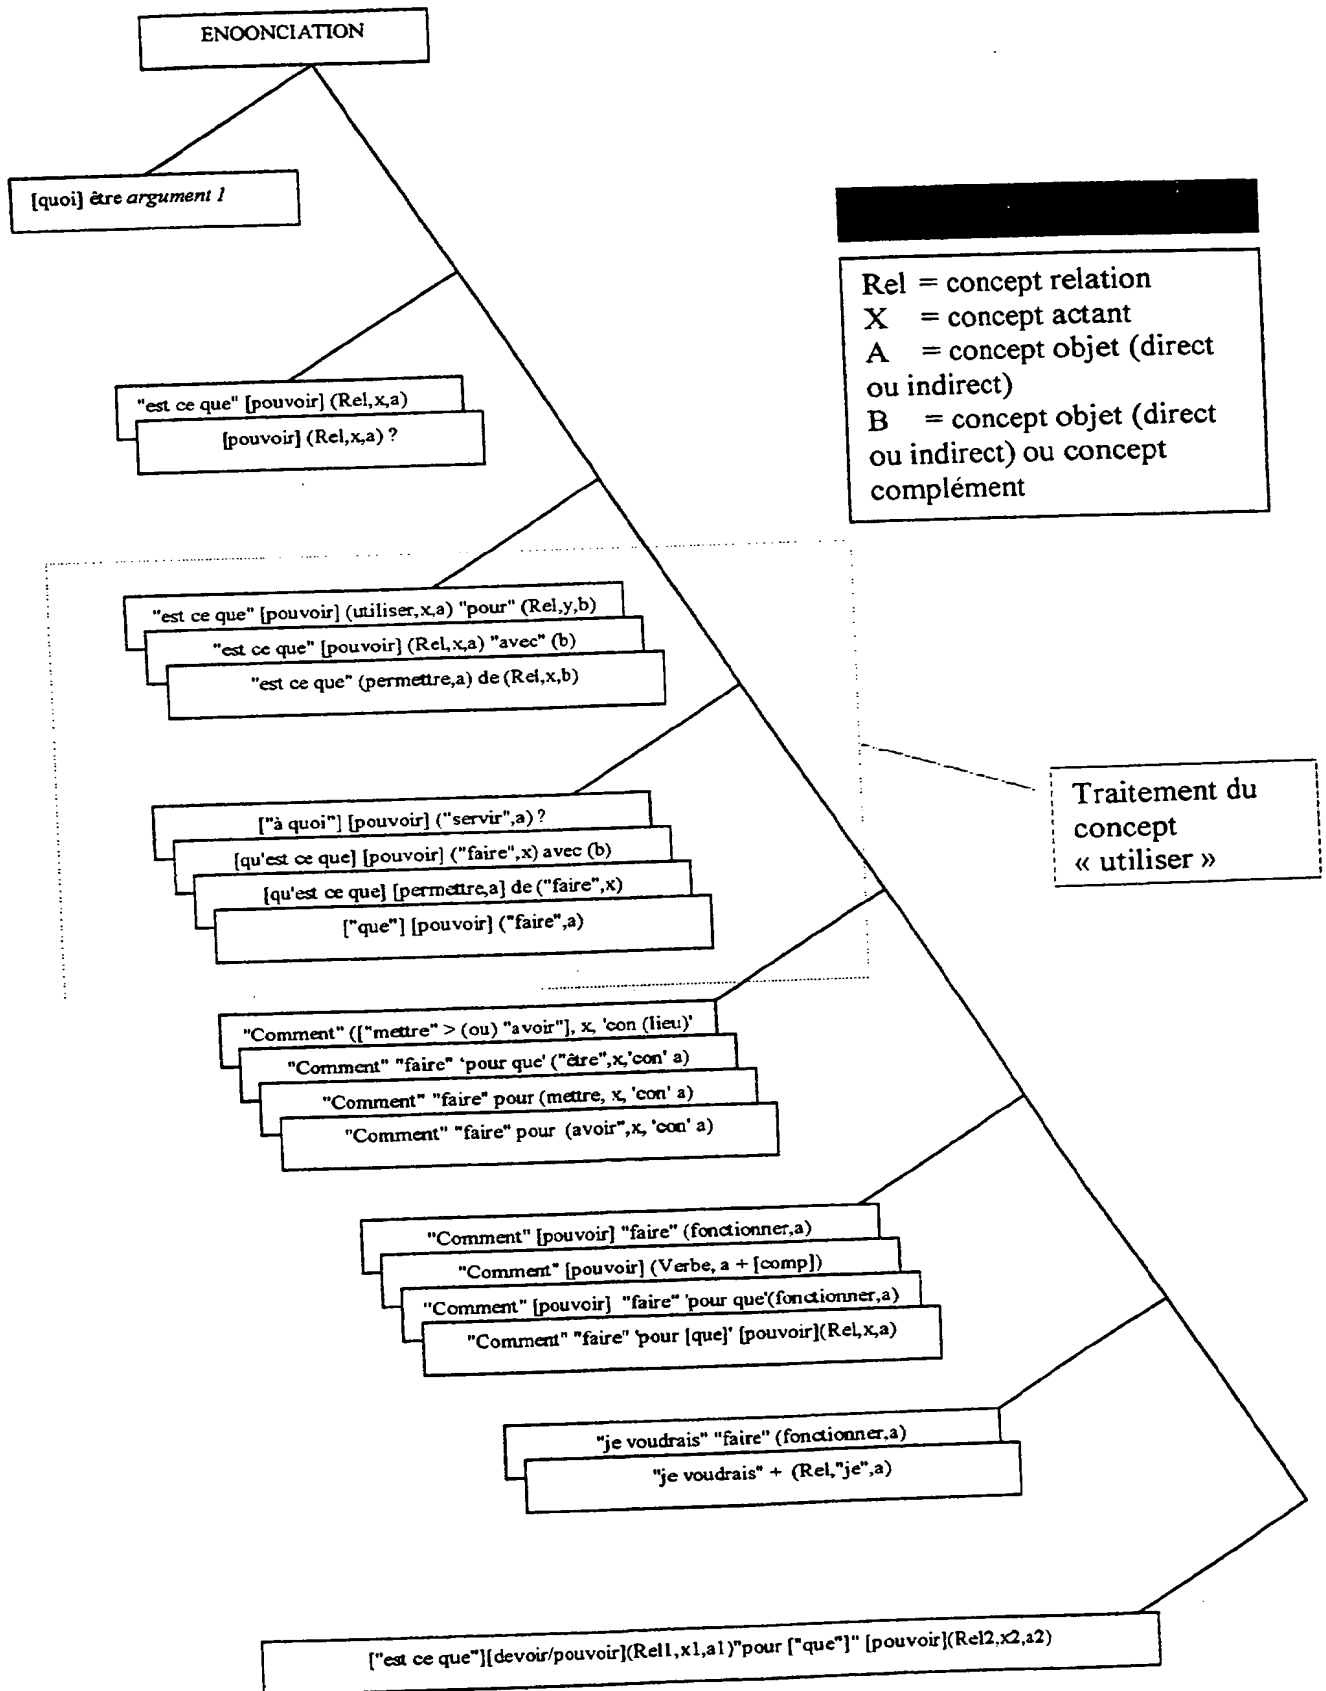 ENOONCIATION
[quoi] être argument 1
Rel = concept relation
X = concept actant
A = concept objet (direct
ou indirect)
B = concept objet (direct
ou indirect) ou concept
complément
"est ce que" [pouvoir] (Rel,x,a)
[pouvoir] (Rel,x,a) ?
"est ce que" [pouvoir] (utiliser,x,a) "pour" (Rel,y,b)
"est ce que" [pouvoir] (Rel,x,a) "avec" (b)
"est ce que" (permettre,a) de (Rel,x,b)
Traitement du
concept
« utiliser »
["à quoi"] [pouvoir] ("servir",a) ?
[qu'est ce que] [pouvoir] ("faire",x) avec (b)
[qu'est ce que] [permettre,a] de ("faire",x)
["que"] [pouvoir] ("faire",a)
"Comment" (["mettre" > (ou) "avoir"], x, 'con (lieu)'
"Comment" "faire" 'pour que' ("être",x,'con' a)
"Comment" "faire" pour (mettre, x, 'con' a)
"Comment" "faire" pour (avoir",x, 'con' a)
"Comment" [pouvoir] "faire" (fonctionner,a)
"Comment" [pouvoir] (Verbe, a + [comp])
"Comment" [pouvoir] "faire" 'pour que'(fonctionner,a)
"Comment" "faire" 'pour [que]' [pouvoir](Rel,x,a)
"je voudrais" "faire" (fonctionner,a)
"je voudrais" + (Rel,"je",a)
["est ce que"][devoir/pouvoir](Rel1,x1,a1)"pour ["que"]" [pouvoir](Rel2,x2,a2)